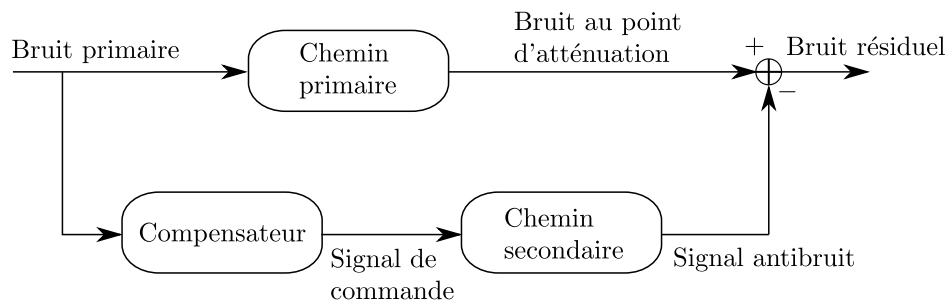 Bruit primaire
Chemin
primaire
Bruit au point
d'atténuation
+
Bruit résiduel
−
Compensateur
Signal de
commande
Chemin
secondaire
Signal antibruit